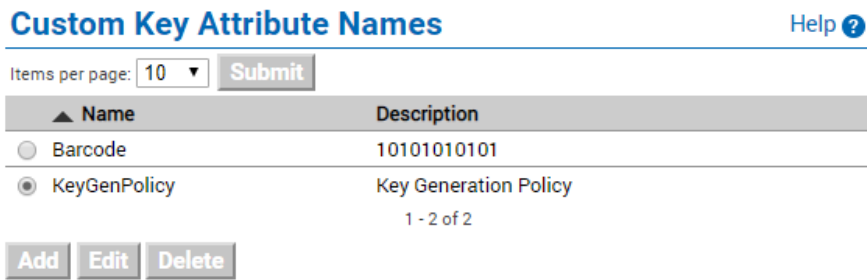 Custom Key Attribute Names Help ?
Items per page: 10 Submit
Name Description
Barcode 10101010101
KeyGenPolicy Key Generation Policy
1 - 2 of 2
Add Edit Delete